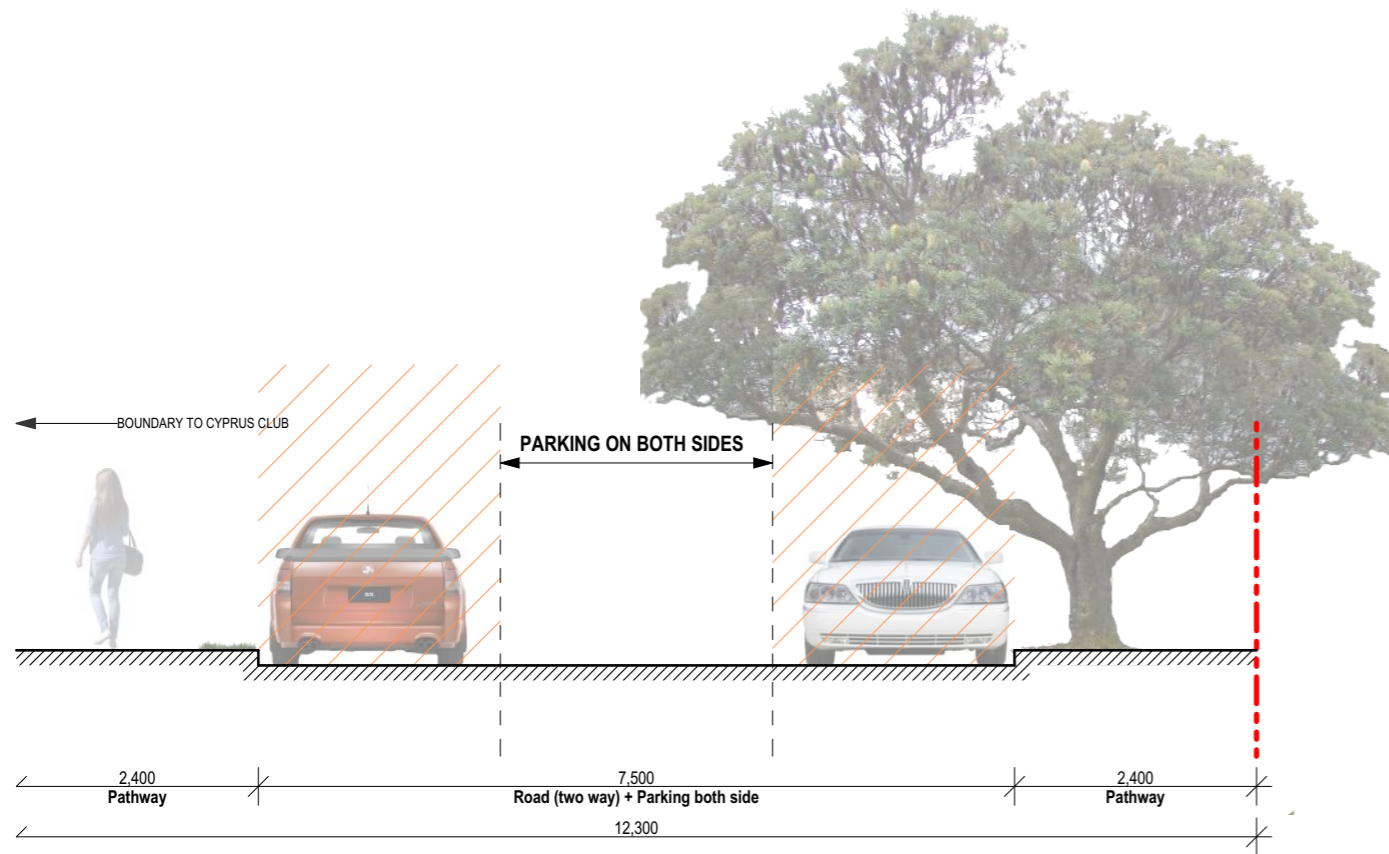 BOUNDARY TO CYPRUS CLUB
PARKING ON BOTH SIDES
2,400
Pathway
7,500
Road (two way) + Parking both side
2,400
Pathway
12,300